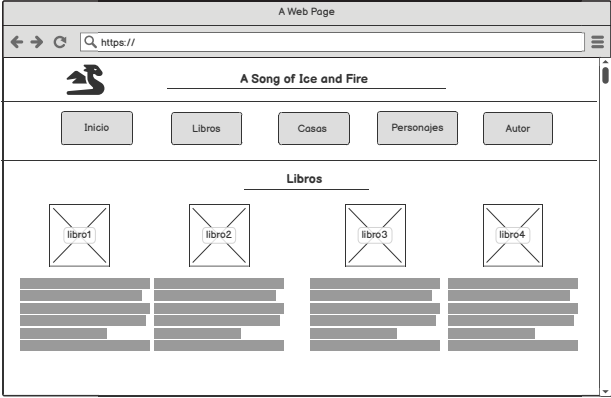 A Web Page
https://
A Song of Ice and Fire
Inicio
Libros
Casas
Personajes
Autor
Libros
libro1
libro2
libro3
libro4